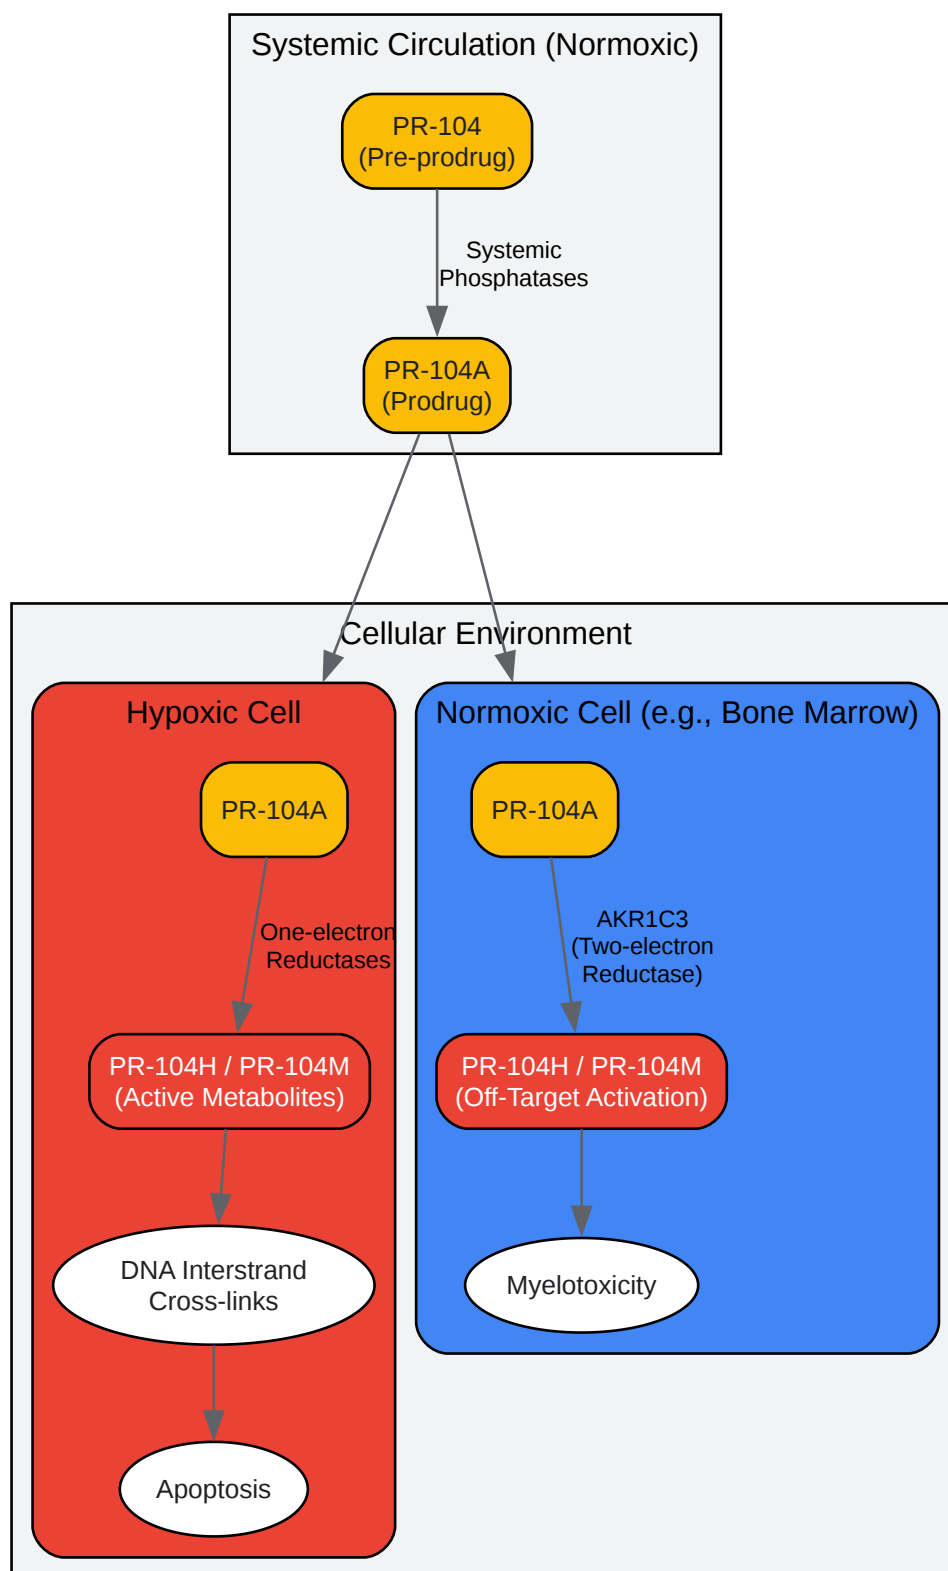 Systemic Circulation (Normoxic)
PR-104
(Pre-prodrug)
Systemic
Phosphatases
PR-104A
(Prodrug)
Cellular Environment
Hypoxic Cell
PR-104A
One-electron
Reductases
PR-104H / PR-104M
(Active Metabolites)
DNA Interstrand
Cross-links
Apoptosis
Normoxic Cell (e.g., Bone Marrow)
PR-104A
AKR1C3
(Two-electron
Reductase)
PR-104H / PR-104M
(Off-Target Activation)
Myelotoxicity